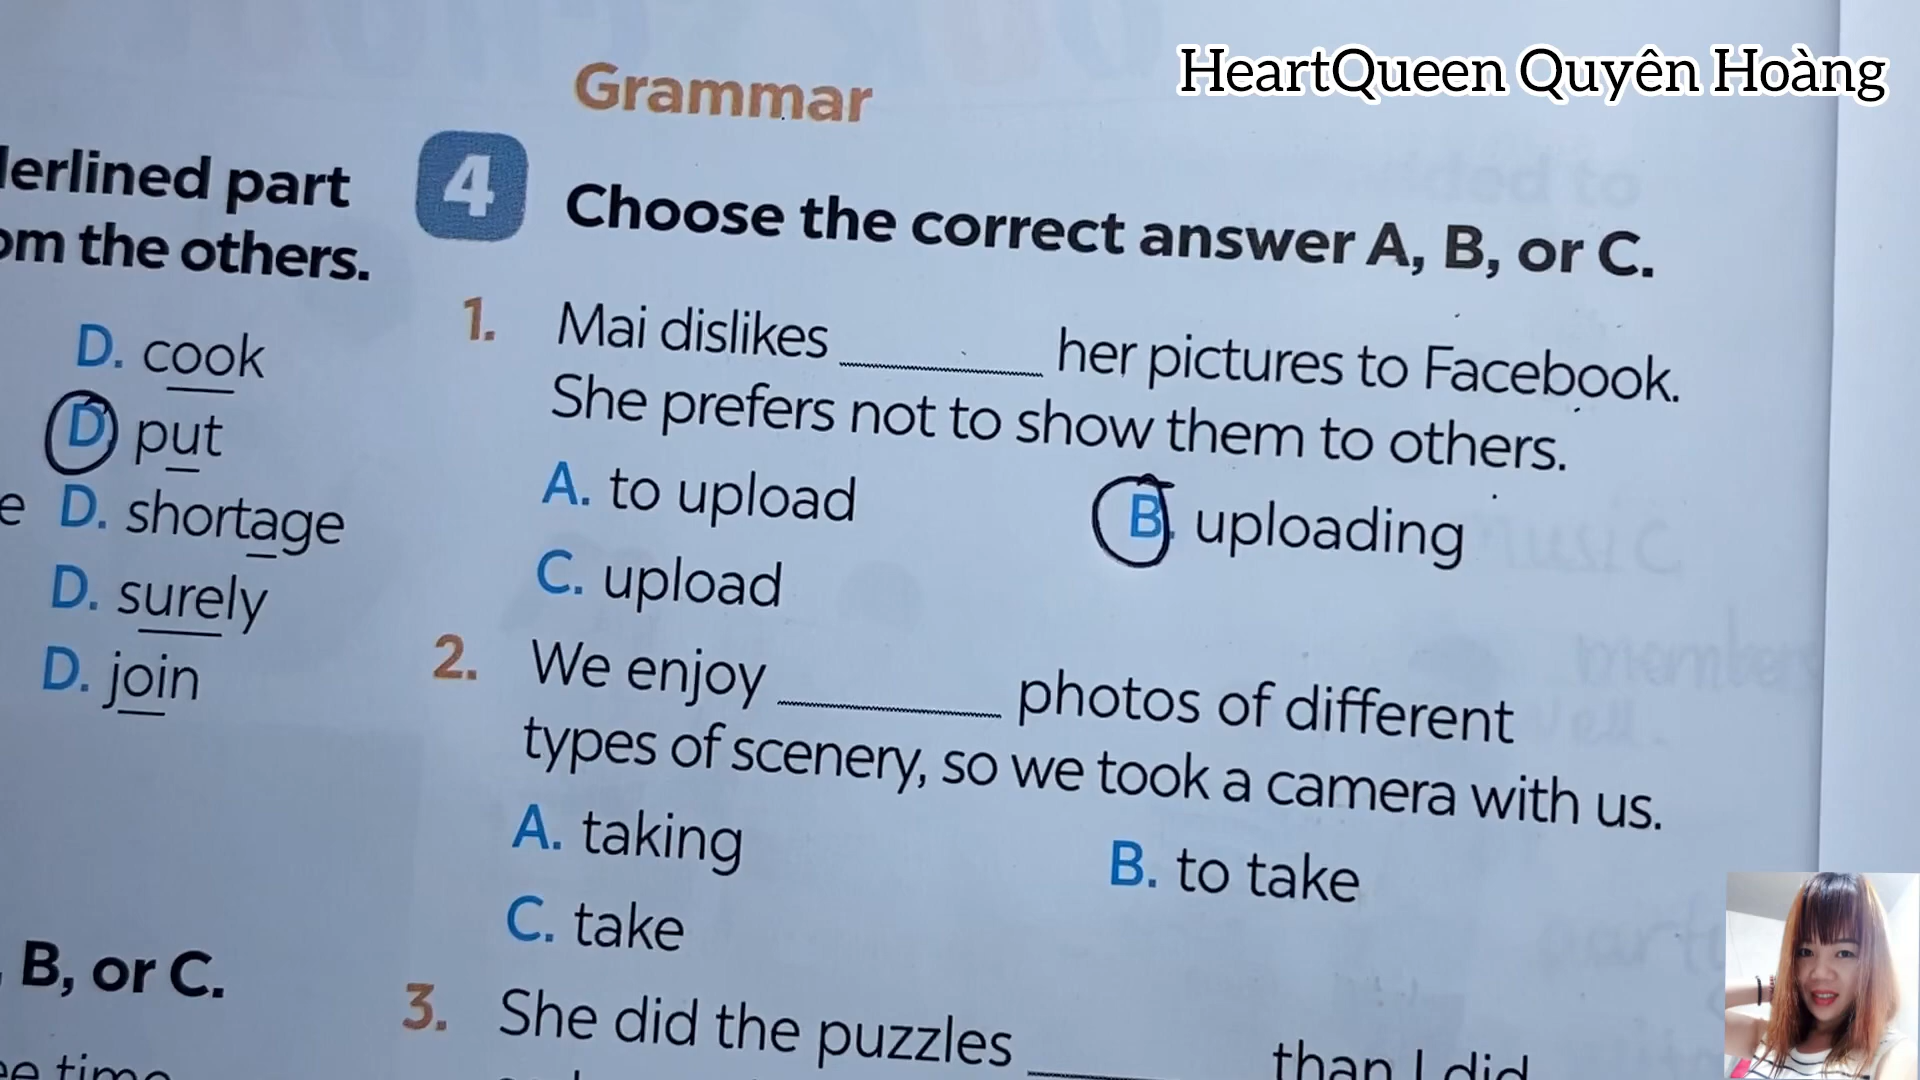 HeartQueen Quyên Hoàng
Grammar
derlined part
om the others.
D. cook
D put
e D. shortage
D. surely
D. join
B, or C.
4 Choose the correct answer A, B, or C.
1. Mai dislikes ______ her pictures to Facebook.
She prefers not to show them to others.
A. to upload B. uploading
C. upload
2. We enjoy ______ photos of different
types of scenery, so we took a camera with us.
A. taking B. to take
C. take
3. She did the puzzles ______ than I did